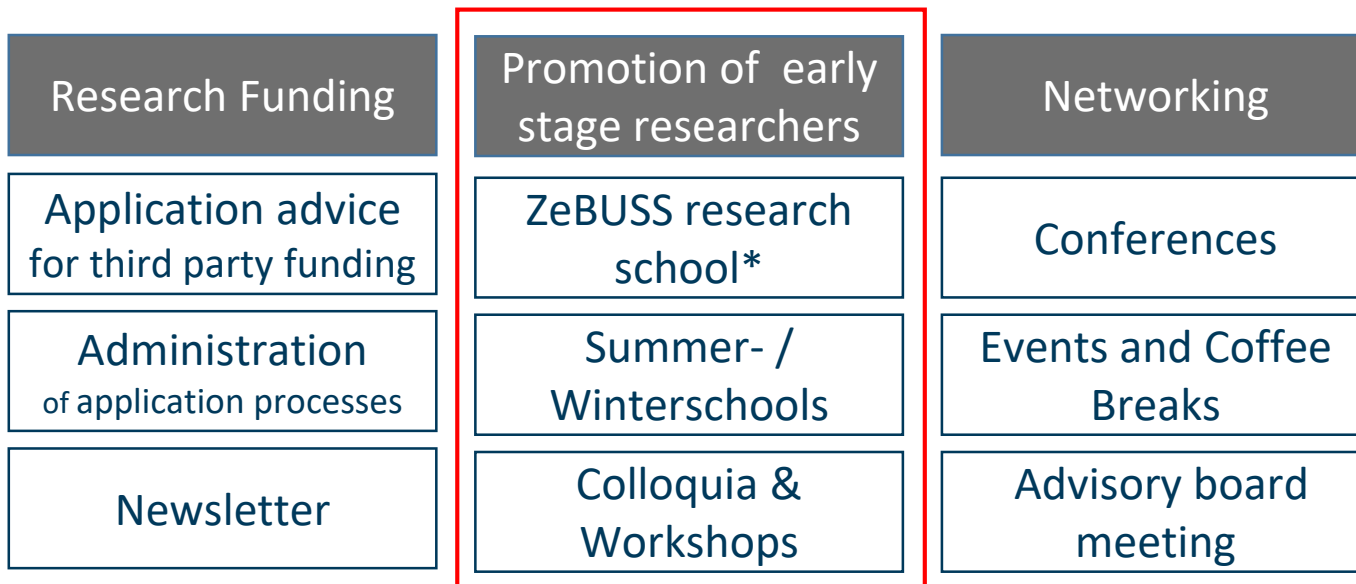 Research Funding
Application advice
for third party funding
Administration
of application processes
Newsletter
Promotion of early
stage researchers
ZeBUSS research
school*
Summer- /
Winterschools
Colloquia &
Workshops
Networking
Conferences
Events and Coffee
Breaks
Advisory board
meeting